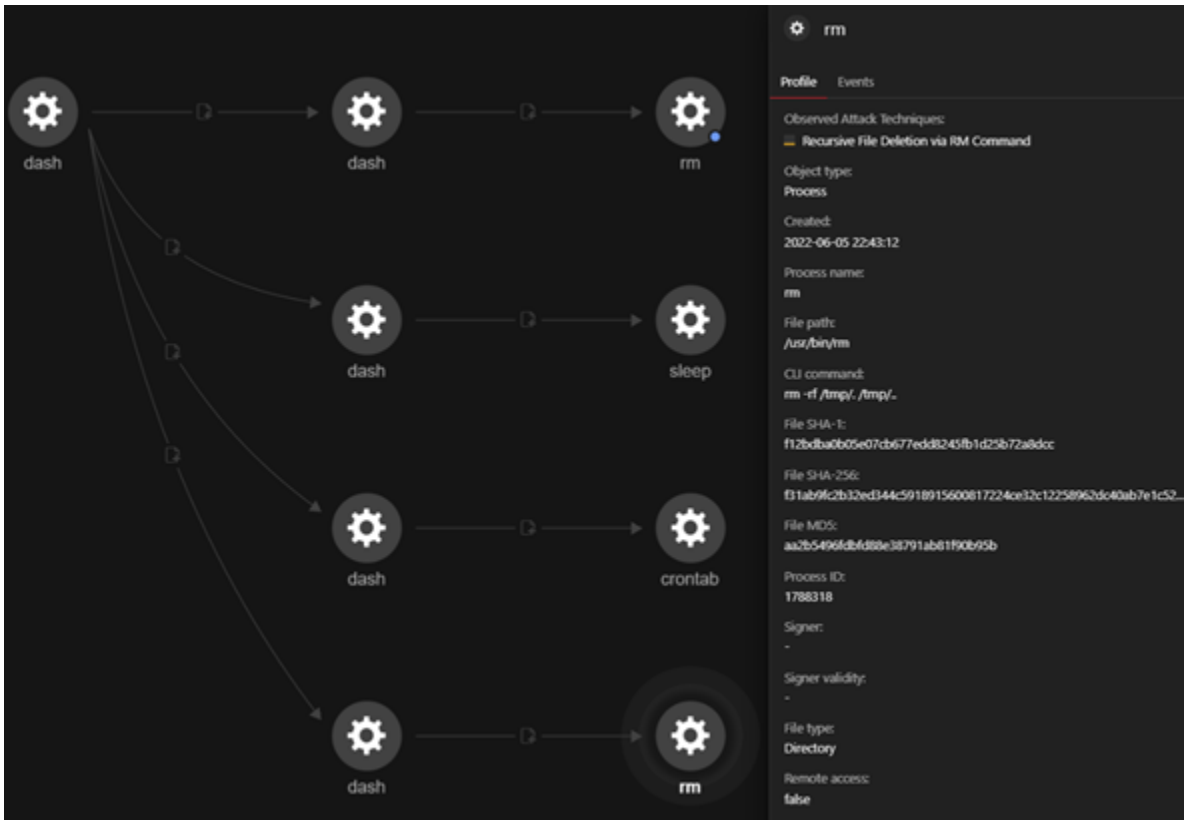 dash
dash
rm
dash
sleep
dash
crontab
dash
rm
rm
Profile Events
Observed Attack Techniques:
Recursive File Deletion via RM Command
Object type:
Process
Created:
2022-06-05 22:43:12
Process name:
rm
File path:
/usr/bin/rm
CLI command:
rm -rf /tmp/. /tmp/..
File SHA-1:
f12bdba0b05e07cb677edd8245fb1d25b72a8dcc
File SHA-256:
f31ab9fc2b32ed344c5918915600817224ce32c12258962dc40ab7e1c52...
File MD5:
aa2b5496fdbfd88e38791ab81f90b95b
Process ID:
1788318
Signer:
-
Signer validity:
-
File type:
Directory
Remote access:
false